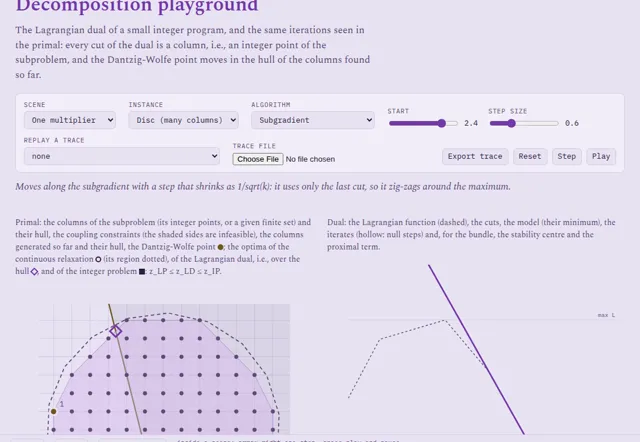 Decomposition playground
The Lagrangian dual of a small integer program, and the same iterations seen in
the primal: every cut of the dual is a column, i.e., an integer point of the
subproblem, and the Dantzig-Wolfe point moves in the hull of the columns found
so far.
SCENE INSTANCE ALGORITHM START STEP SIZE
One multiplier Disc (many columns) Subgradient 2.4 0.6
REPLAY A TRACE TRACE FILE
none Choose File No file chosen Export trace Reset Step Play
Moves along the subgradient with a step that shrinks as 1/sqrt(k): it uses only the last cut, so it zig-zags around the maximum.
Primal: the columns of the subproblem (its integer points, or a given finite set) and
their hull, the coupling constraints (the shaded sides are infeasible), the columns
generated so far and their hull, the Dantzig-Wolfe point ; the optima of the
continuous relaxation (its region dotted), of the Lagrangian dual, i.e., over the
hull , and of the integer problem : z_LP ≤ z_LD ≤ z_IP.
Dual: the Lagrangian function (dashed), the cuts, the model (their minimum), the
iterates (hollow: null steps) and, for the bundle, the stability centre and the
proximal term.
max L
1